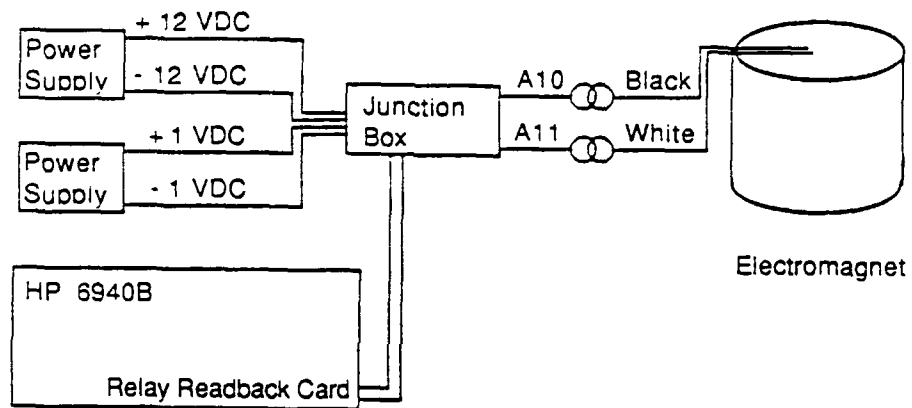 + 12 VDC
Power
Supply
- 12 VDC
+ 1 VDC
Power
Supply
- 1 VDC
Junction
Box
A10
Black
A11
White
Electromagnet
HP 6940B
Relay Readback Card